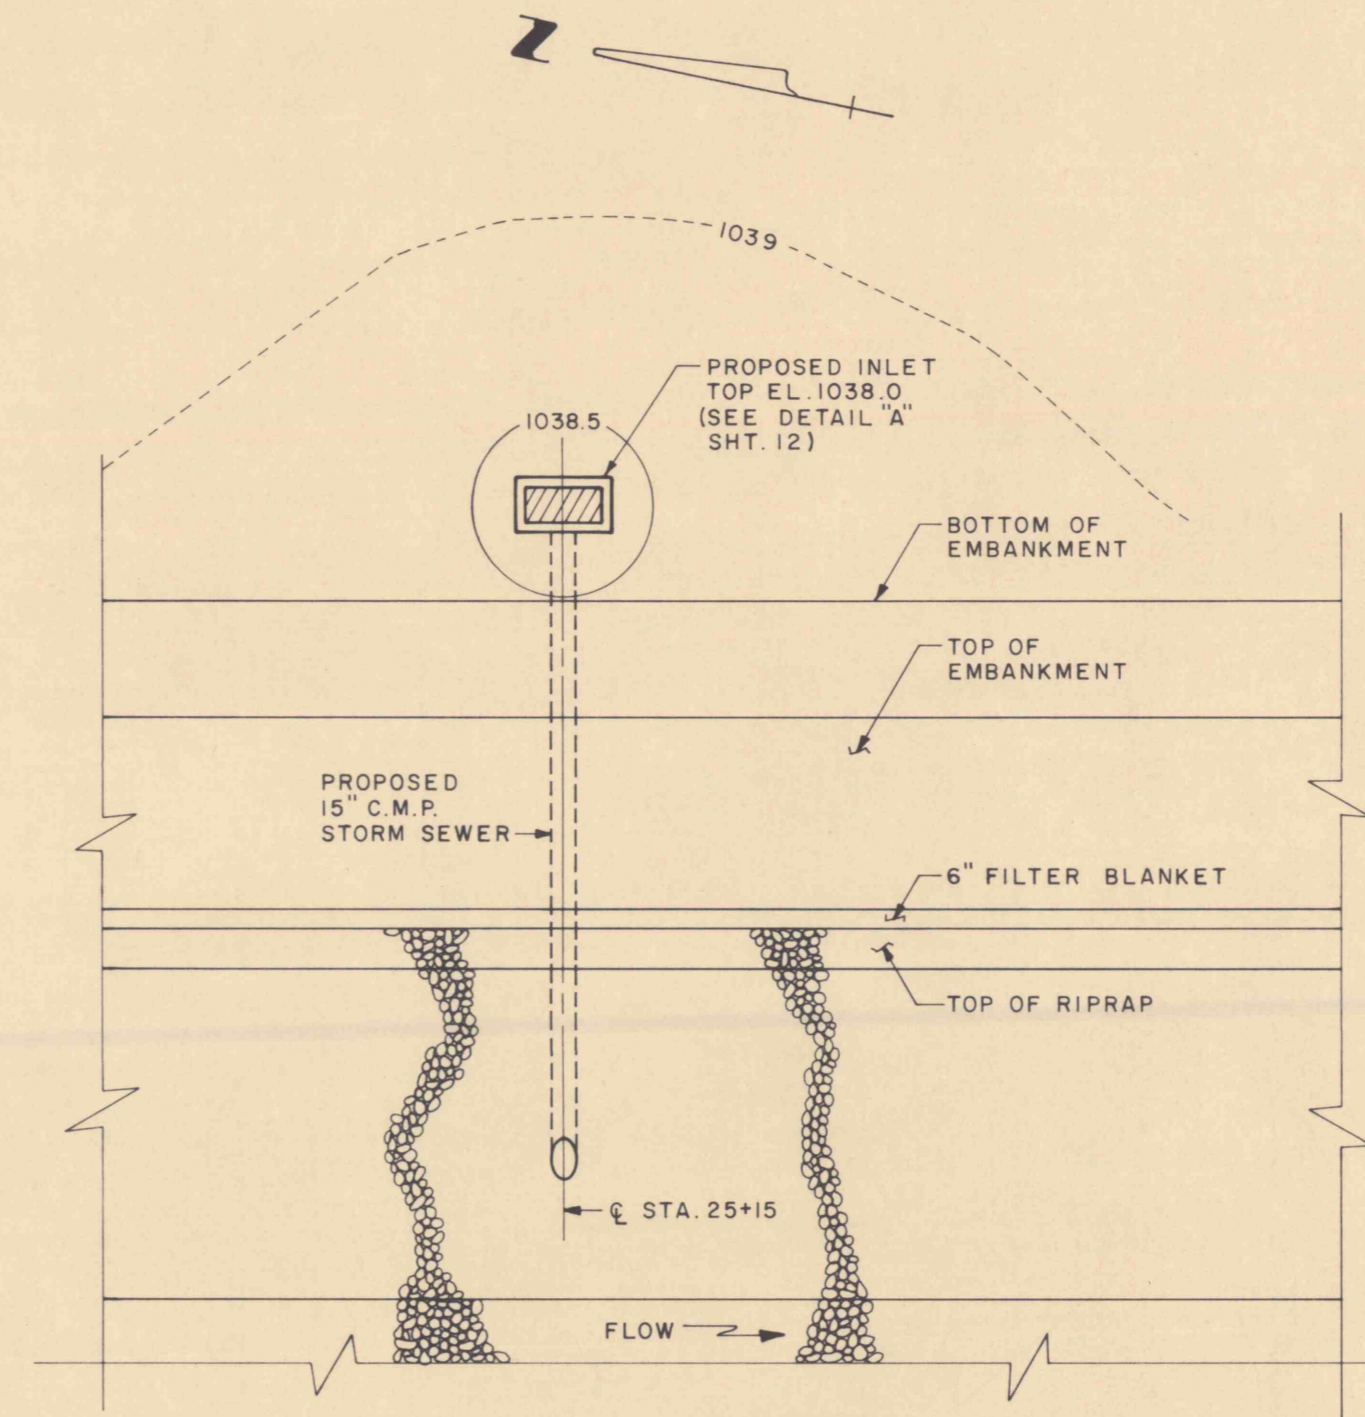 N
1039
PROPOSED INLET
TOP EL. 1038.0
(SEE DETAIL "A"
SHT. 12)
1038.5
BOTTOM OF
EMBANKMENT
TOP OF
EMBANKMENT
PROPOSED
15" C.M.P.
STORM SEWER
6" FILTER BLANKET
TOP OF RIPRAP
℄ STA. 25+15
FLOW